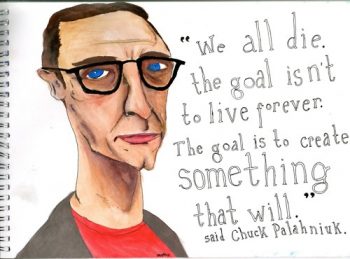 "We all die.
the goal isn't
to live forever.
The goal is to create
something
that will."
said Chuck Palahniuk.